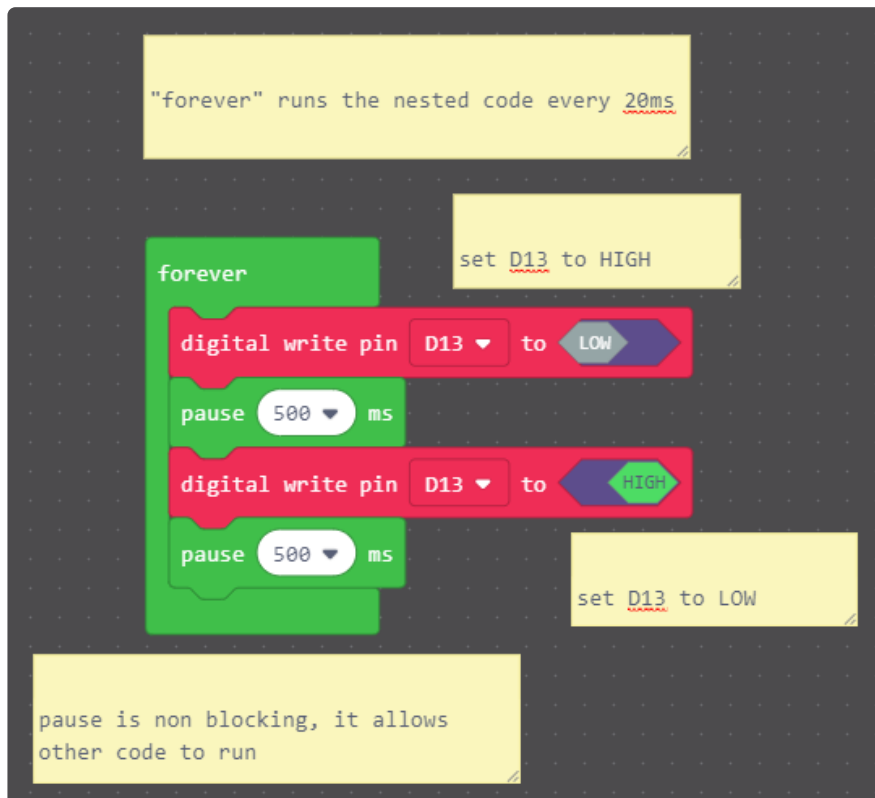 "forever" runs the nested code every 20ms
set D13 to HIGH
forever
digital write pin D13 to LOW
pause 500 ms
digital write pin D13 to HIGH
pause 500 ms
set D13 to LOW
pause is non blocking, it allows
other code to run